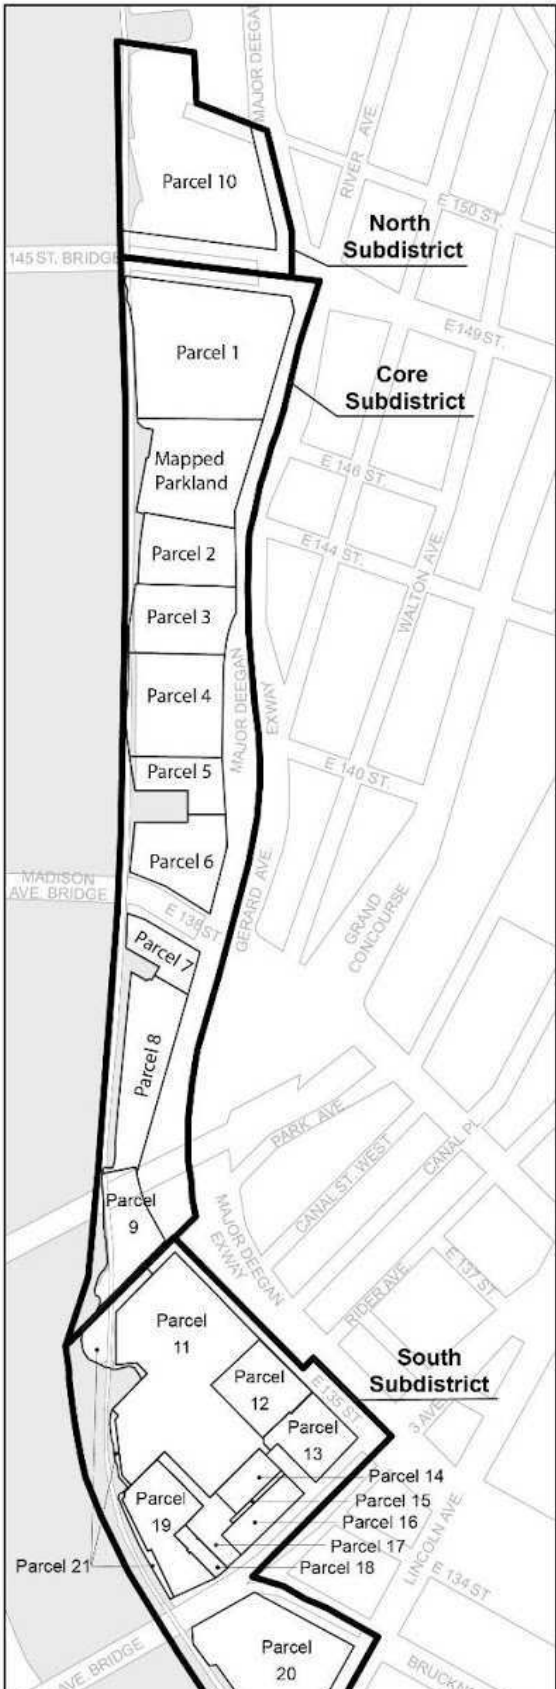 MAJOR DEEGAN
RIVER AVE.
Parcel 10
E 150 ST.
North
Subdistrict
145 ST. BRIDGE
E 149 ST.
Parcel 1
Core
Subdistrict
Mapped
Parkland
E 146 ST.
Parcel 2
E 144 ST.
WALTON AVE.
Parcel 3
MAJOR DEEGAN
EXWAY
Parcel 4
Parcel 5
E 140 ST.
Parcel 6
MADISON
AVE. BRIDGE
E 138 ST
GERARD AVE.
GRAND
CONCOURSE
Parcel 7
Parcel 8
PARK AVE
CANAL PL
CANAL ST. WEST
Parcel
9
MAJOR DEEGAN
EXWAY
E 137 ST.
RIDER AVE.
Parcel
11
South
Subdistrict
Parcel
12
E 135 ST
3 AVE.
Parcel
13
Parcel 14
Parcel
19
Parcel 15
Parcel 16
LINCOLN AVE.
Parcel 17
Parcel 21
Parcel 18
E 134 ST
AVE. BRIDGE
Parcel
20
BRUCKN